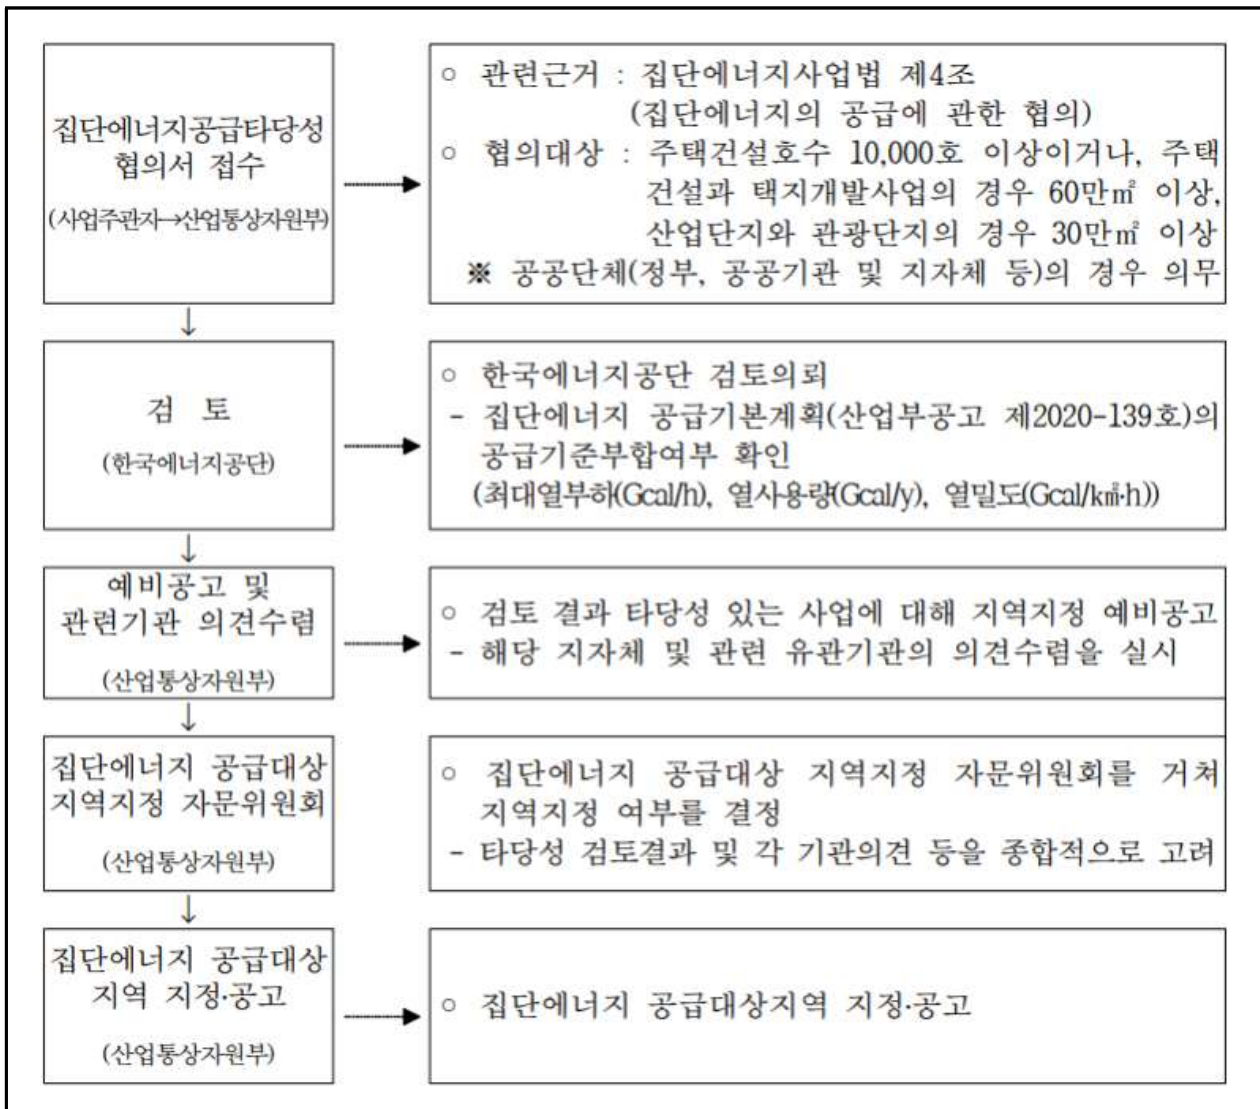 집단에너지공급타당성
협의서 접수
(사업주관자→산업통상자원부)
○ 관련근거 : 집단에너지사업법 제4조
(집단에너지의 공급에 관한 협의)
○ 협의대상 : 주택건설호수 10,000호 이상이거나, 주택
건설과 택지개발사업의 경우 60만㎡ 이상,
산업단지와 관광단지의 경우 30만㎡ 이상
※ 공공단체(정부, 공공기관 및 지자체 등)의 경우 의무
↓
검 토
(한국에너지공단)
○ 한국에너지공단 검토의뢰
- 집단에너지 공급기본계획(산업부공고 제2020-139호)의
공급기준부합여부 확인
(최대열부하(Gcal/h), 열사용량(Gcal/y), 열밀도(Gcal/k㎡·h))
↓
예비공고 및
관련기관 의견수렴
(산업통상자원부)
○ 검토 결과 타당성 있는 사업에 대해 지역지정 예비공고
- 해당 지자체 및 관련 유관기관의 의견수렴을 실시
↓
집단에너지 공급대상
지역지정 자문위원회
(산업통상자원부)
○ 집단에너지 공급대상 지역지정 자문위원회를 거쳐
지역지정 여부를 결정
- 타당성 검토결과 및 각 기관의견 등을 종합적으로 고려
↓
집단에너지 공급대상
지역 지정·공고
(산업통상자원부)
○ 집단에너지 공급대상지역 지정·공고